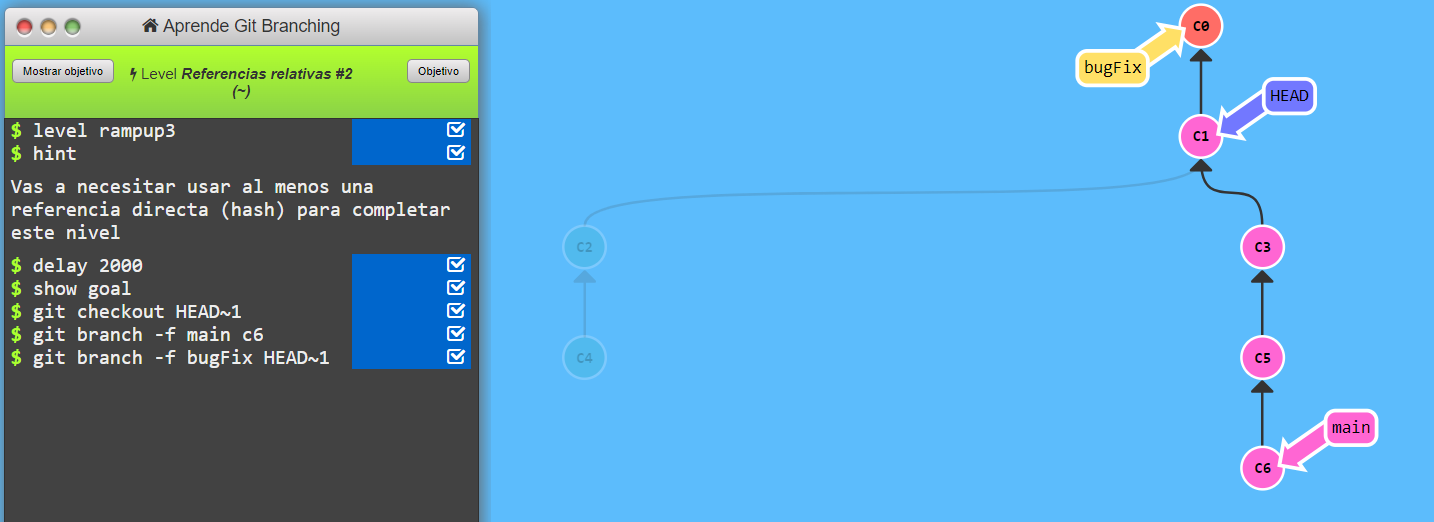 Aprende Git Branching
Mostrar objetivo
Level Referencias relativas #2
(~)
Objetivo
$ level rampup3
$ hint
Vas a necesitar usar al menos una
referencia directa (hash) para completar
este nivel
$ delay 2000
$ show goal
$ git checkout HEAD~1
$ git branch -f main c6
$ git branch -f bugFix HEAD~1
C0
bugFix
HEAD
C1
C2
C3
C4
C5
main
C6